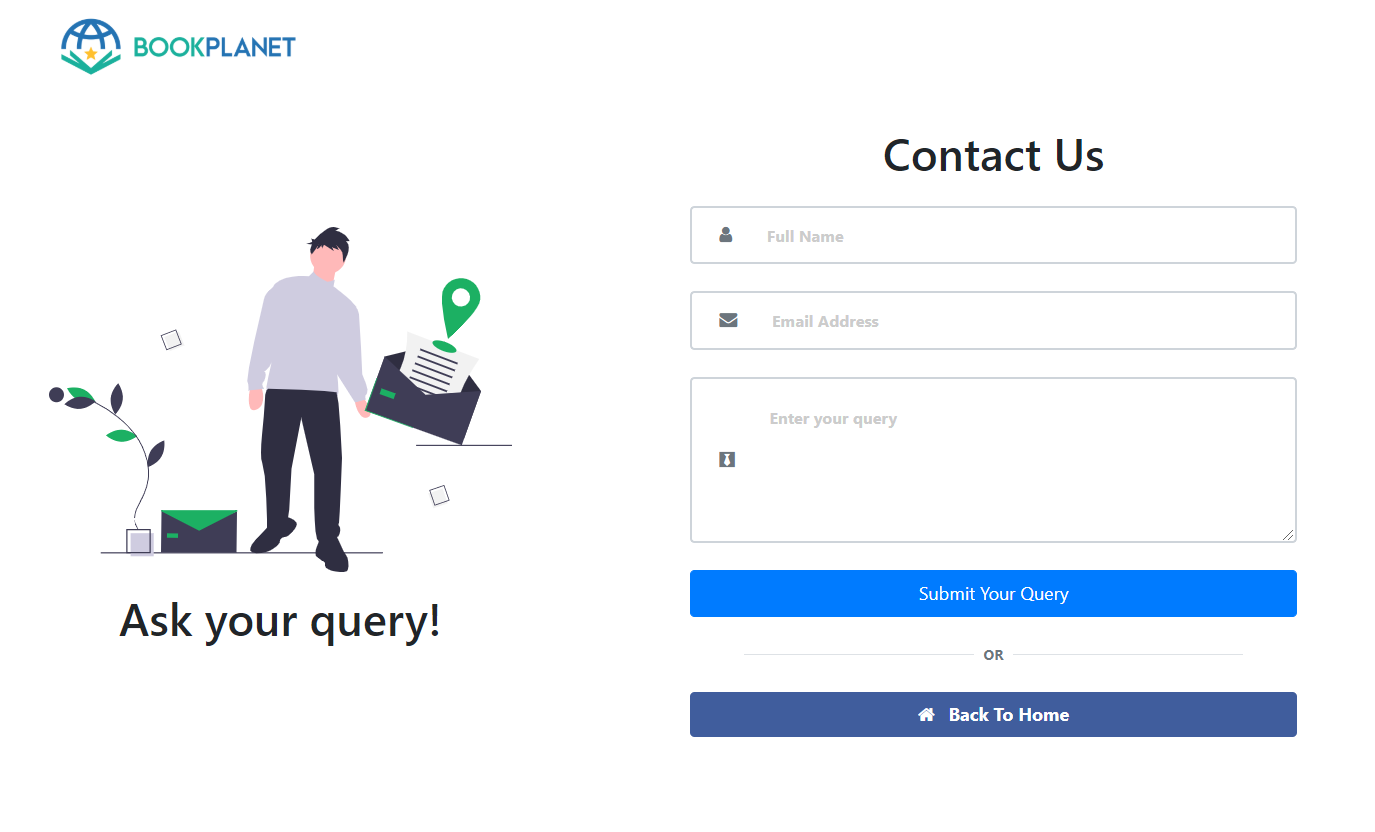 BOOKPLANET
Contact Us
Full Name
Email Address
Enter your query
Submit Your Query
OR
Back To Home
Ask your query!